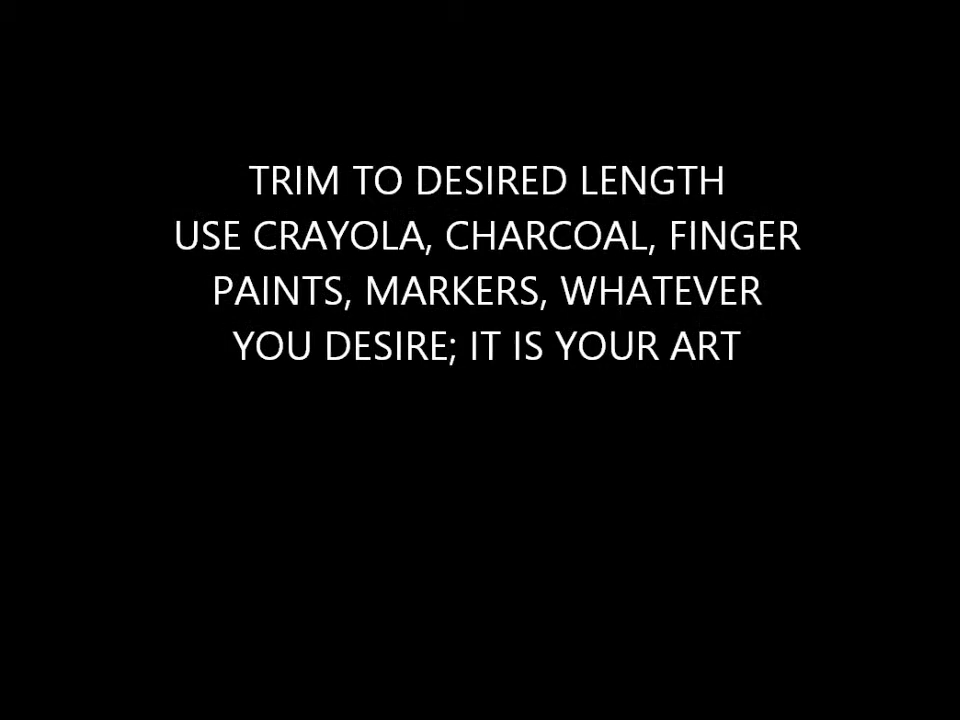 TRIM TO DESIRED LENGTH
USE CRAYOLA, CHARCOAL, FINGER
PAINTS, MARKERS, WHATEVER
YOU DESIRE; IT IS YOUR ART